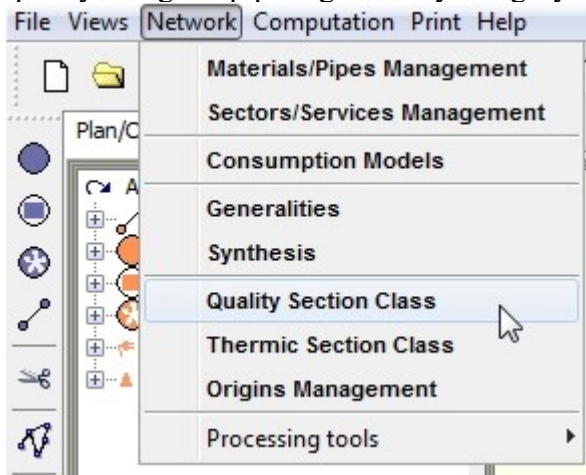 File Views Network Computation Print Help
Materials/Pipes Management
Sectors/Services Management
Plan/C
Consumption Models
A
Generalities
Synthesis
Quality Section Class
Thermic Section Class
Origins Management
Processing tools